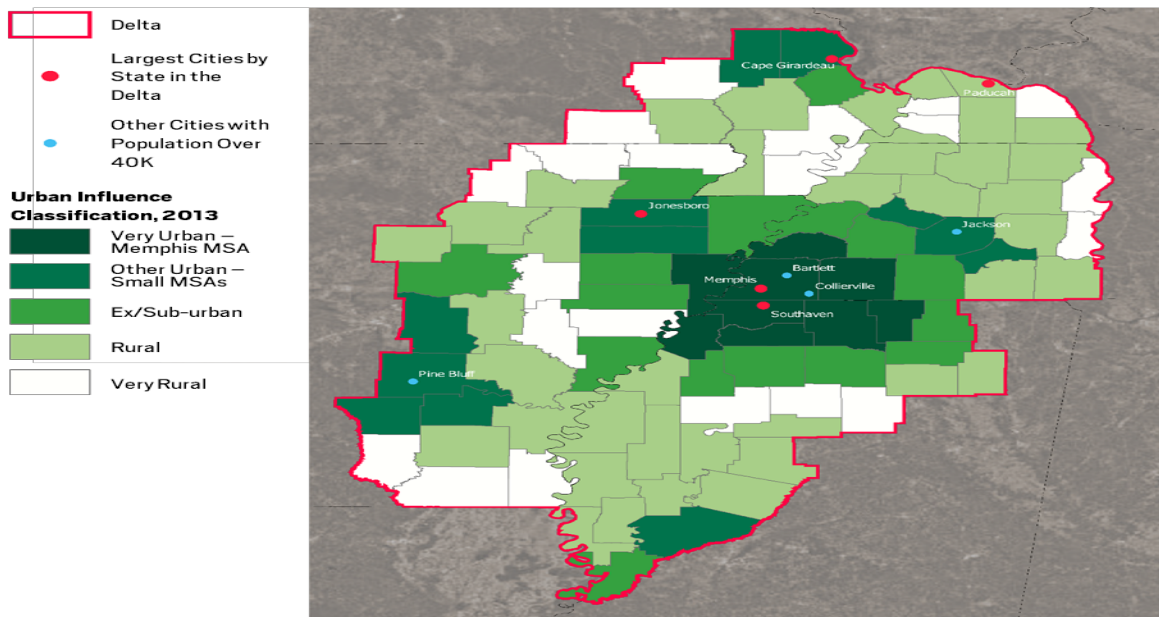 Delta
Largest Cities by
State in the
Delta
Other Cities with
Population Over
40K
Urban Influence
Classification, 2013
Very Urban –
Memphis MSA
Other Urban –
Small MSAs
Ex/Sub-urban
Rural
Very Rural
Cape Girardeau
Paducah
Jonesboro
Jackson
Bartlett
Memphis
Collierville
Southaven
Pine Bluff